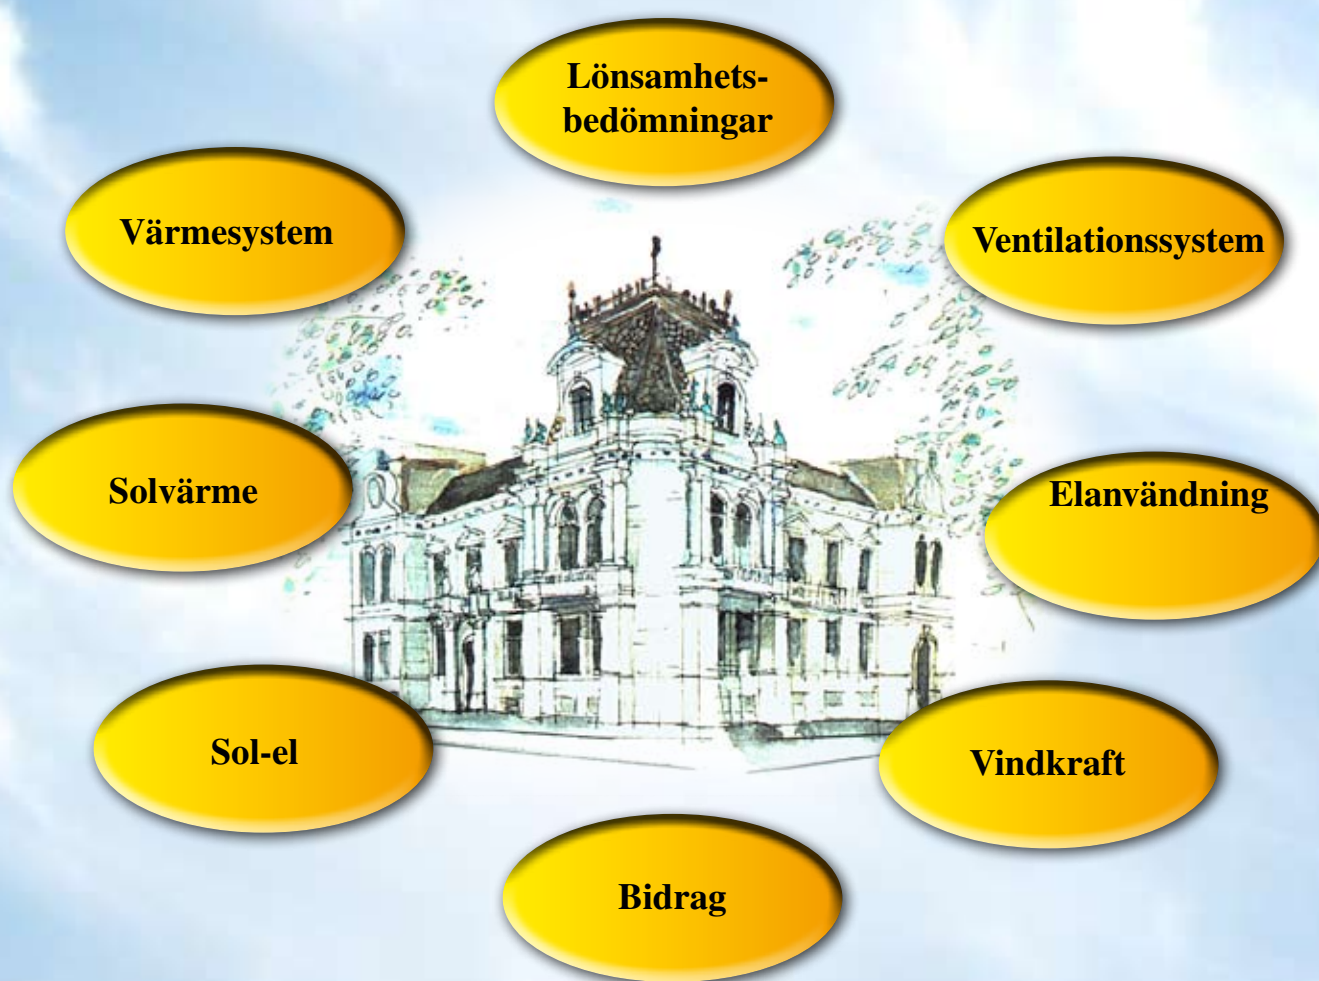 Lönsamhets-
bedömningar
Värmesystem
Ventilationssystem
Solvärme
Elanvändning
Sol-el
Vindkraft
Bidrag